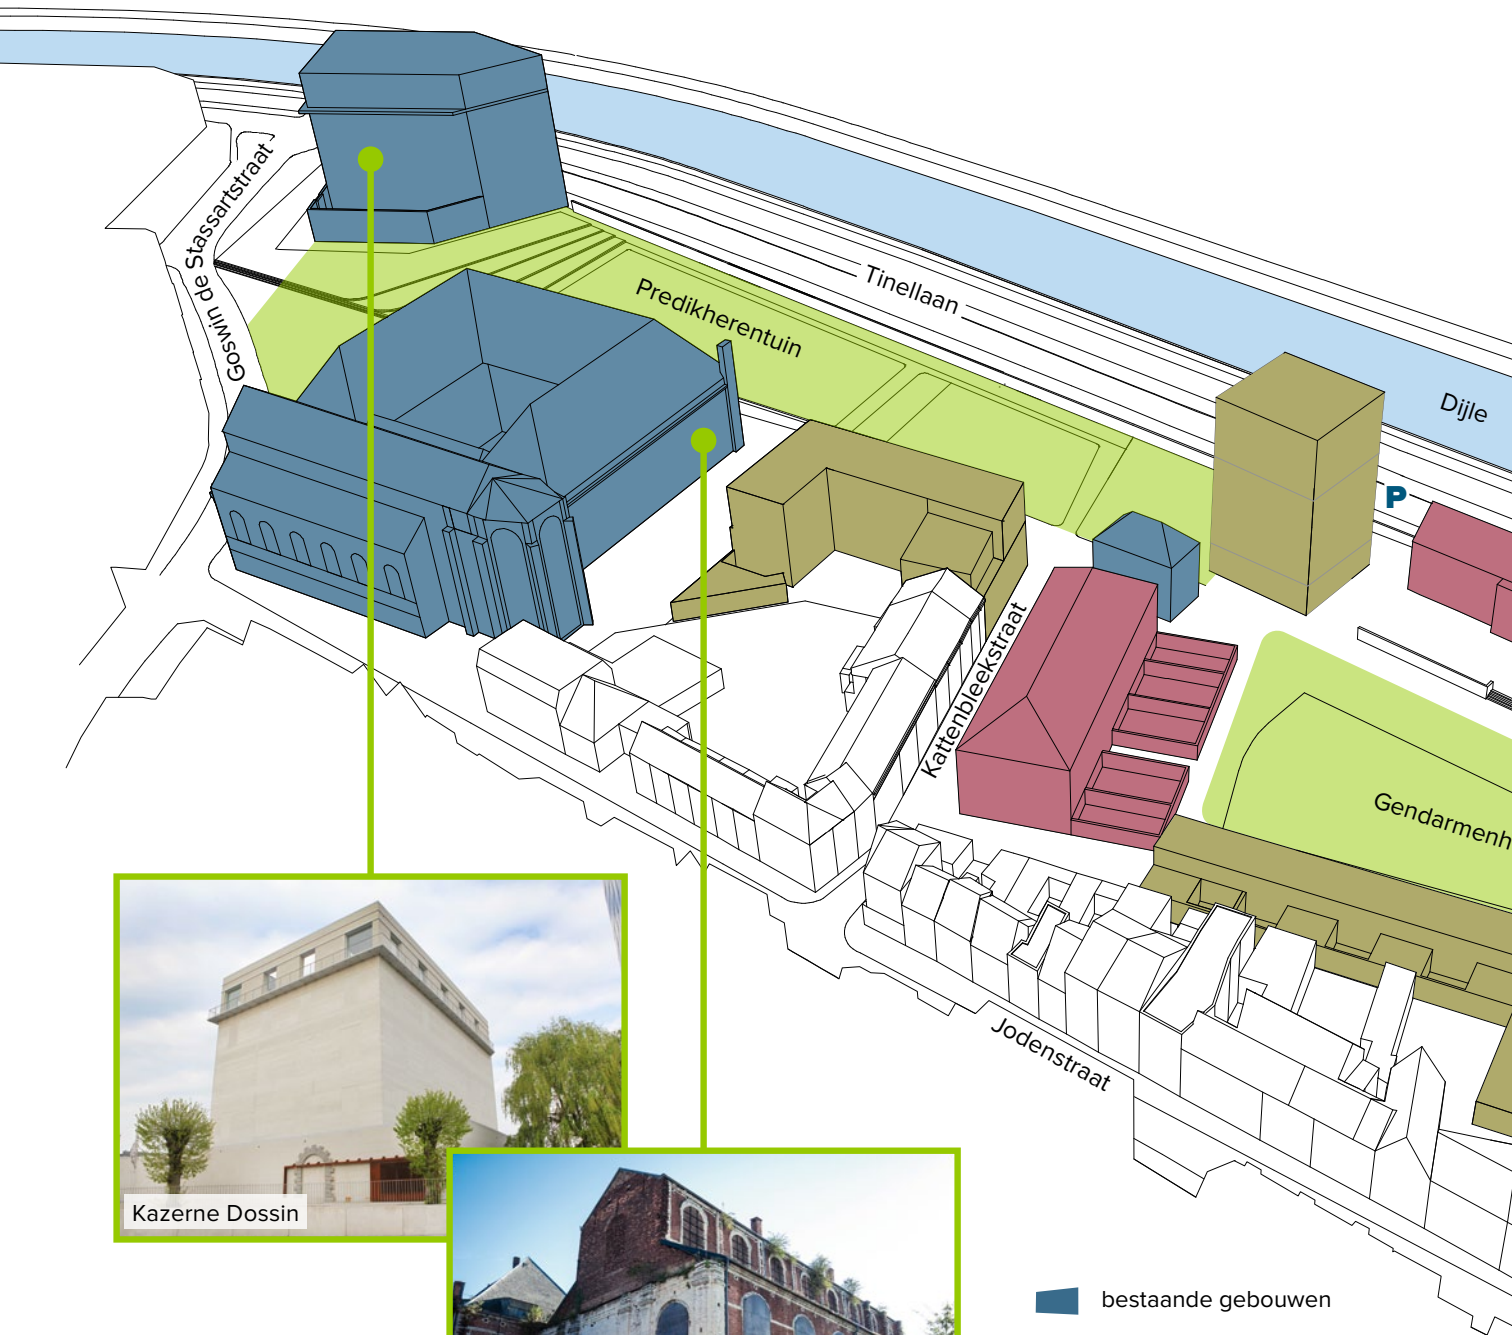 Goswin de Stassartstraat
Predikherentuin
Tinellaan
Dijle
P
Kattenbleekstraat
Gendarmenh
Jodenstraat
Kazerne Dossin
bestaande gebouwen